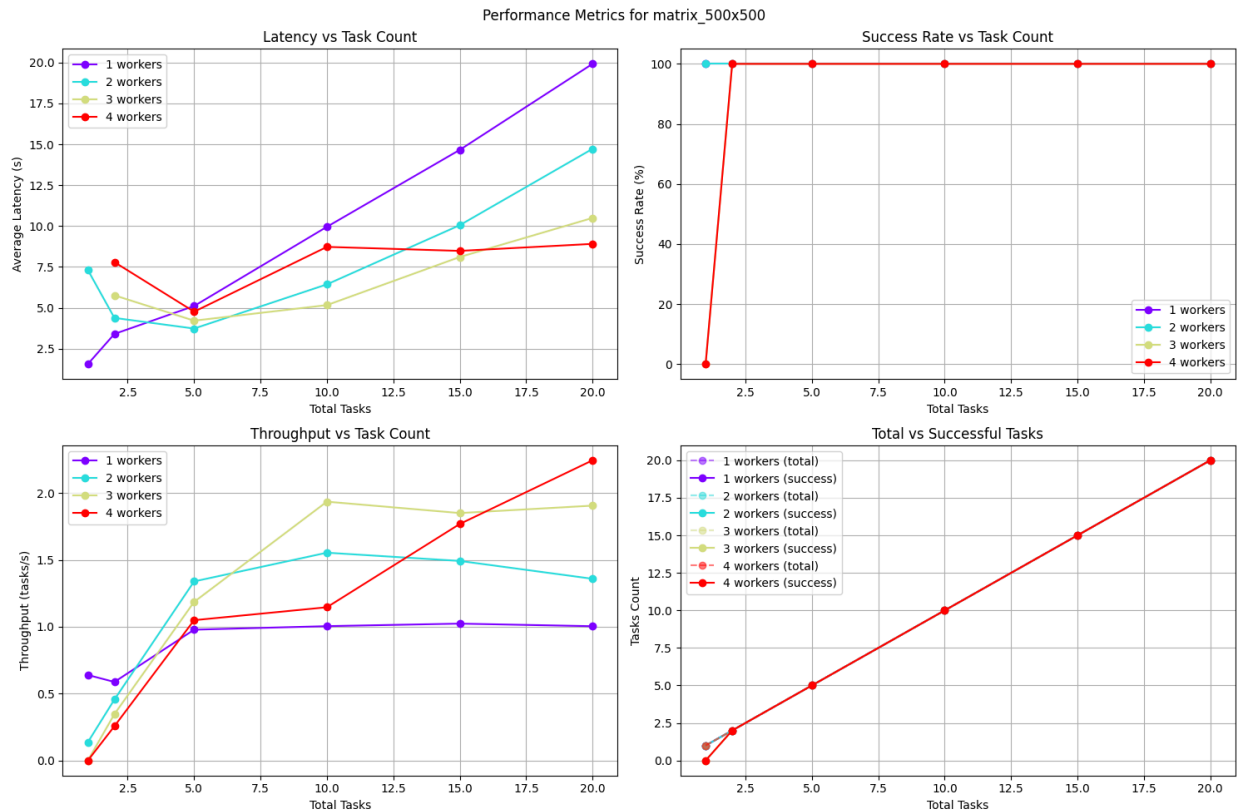 Performance Metrics for matrix_500x500
Latency vs Task Count
20.0
17.5
15.0
12.5
10.0
7.5
5.0
2.5
Average Latency (s)
1 workers
2 workers
3 workers
4 workers
2.5 5.0 7.5 10.0 12.5 15.0 17.5 20.0
Total Tasks
Success Rate vs Task Count
100
80
60
40
20
0
Success Rate (%)
1 workers
2 workers
3 workers
4 workers
2.5 5.0 7.5 10.0 12.5 15.0 17.5 20.0
Total Tasks
Throughput vs Task Count
2.0
1.5
1.0
0.5
0.0
Throughput (tasks/s)
1 workers
2 workers
3 workers
4 workers
2.5 5.0 7.5 10.0 12.5 15.0 17.5 20.0
Total Tasks
Total vs Successful Tasks
20.0
17.5
15.0
12.5
10.0
7.5
5.0
2.5
0.0
Tasks Count
1 workers (total)
1 workers (success)
2 workers (total)
2 workers (success)
3 workers (total)
3 workers (success)
4 workers (total)
4 workers (success)
2.5 5.0 7.5 10.0 12.5 15.0 17.5 20.0
Total Tasks